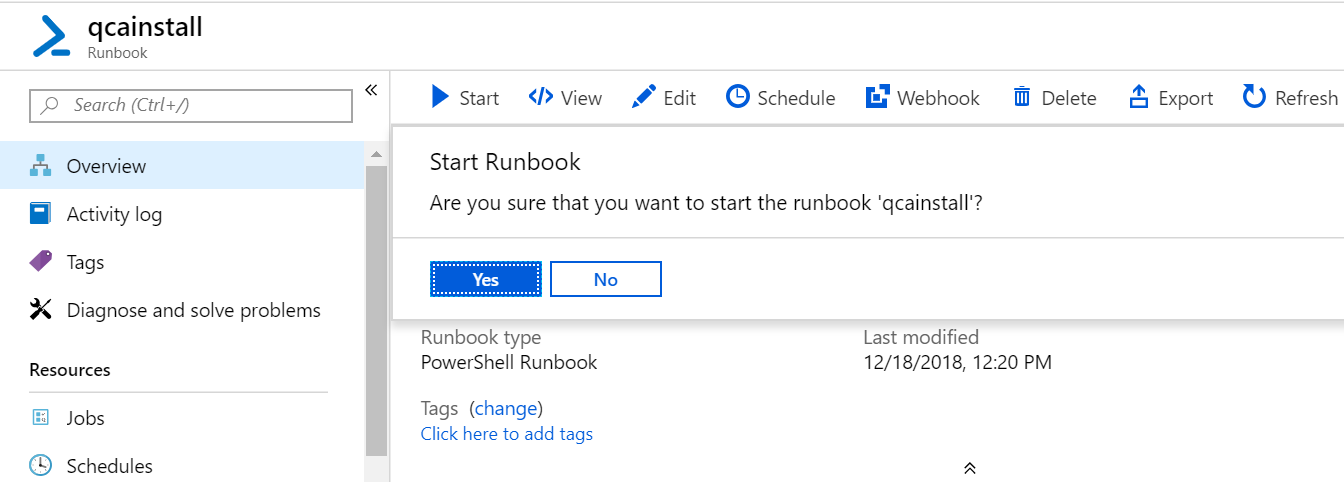 qcainstall
Runbook
Search (Ctrl+/)
Overview
Activity log
Tags
Diagnose and solve problems
Resources
Jobs
Schedules
Start View Edit Schedule Webhook Delete Export Refresh
Start Runbook
Are you sure that you want to start the runbook 'qcainstall'?
Yes No
Runbook type
PowerShell Runbook
Last modified
12/18/2018, 12:20 PM
Tags (change)
Click here to add tags